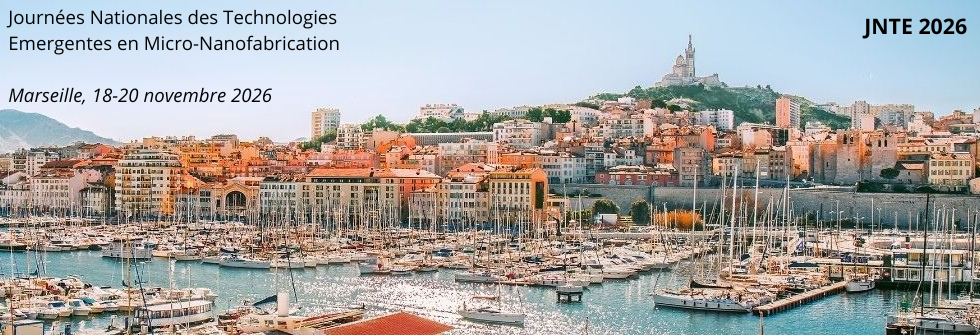 Journées Nationales des Technologies
Emergentes en Micro-Nanofabrication
JNTE 2026
Marseille, 18-20 novembre 2026